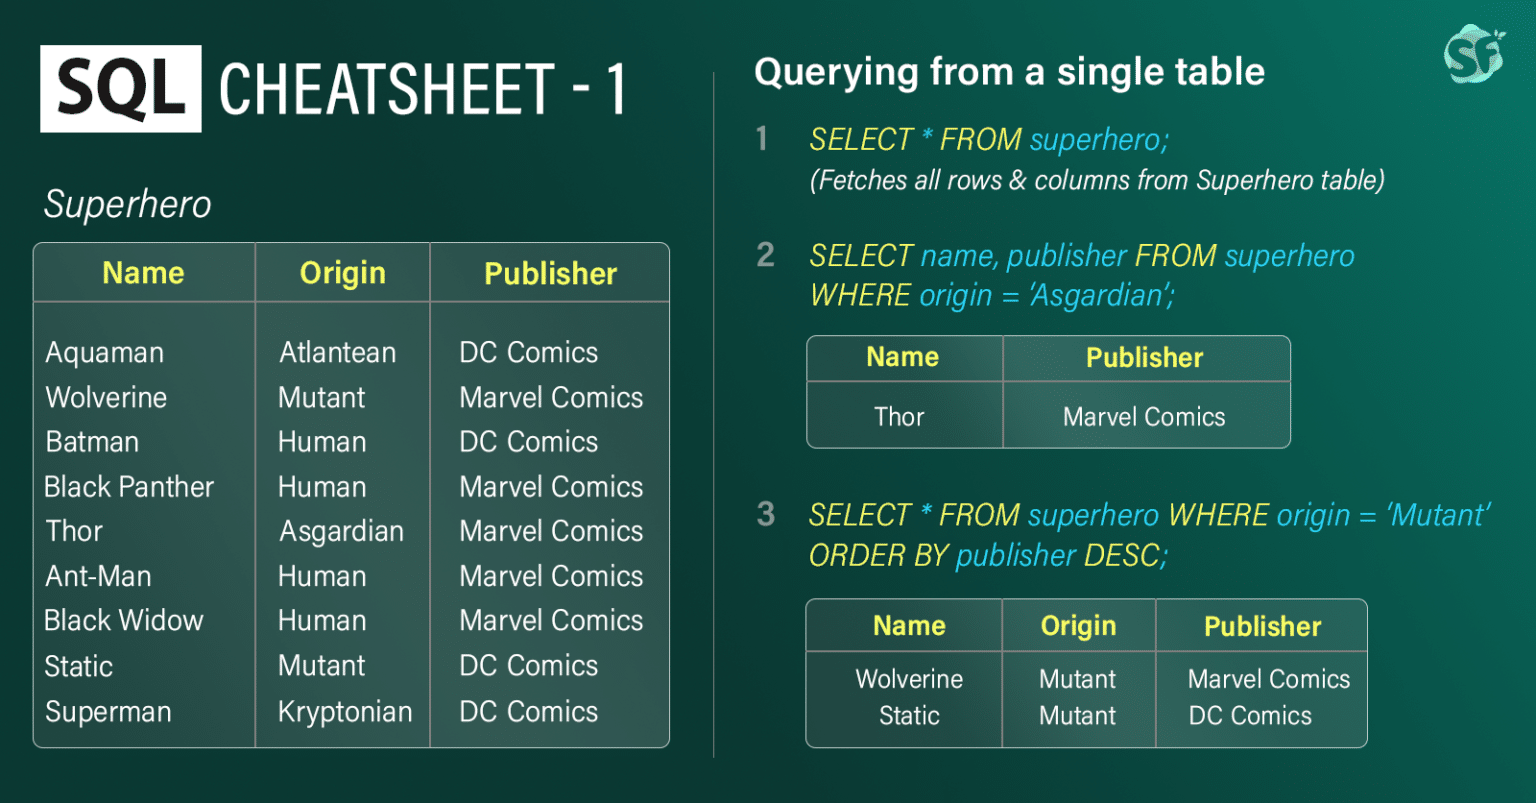 SQL CHEATSHEET - 1
Superhero
Name Origin Publisher
Aquaman Atlantean DC Comics
Wolverine Mutant Marvel Comics
Batman Human DC Comics
Black Panther Human Marvel Comics
Thor Asgardian Marvel Comics
Ant-Man Human Marvel Comics
Black Widow Human Marvel Comics
Static Mutant DC Comics
Superman Kryptonian DC Comics
SF
Querying from a single table
1 SELECT * FROM superhero;
(Fetches all rows & columns from Superhero table)
2 SELECT name, publisher FROM superhero
WHERE origin = ‘Asgardian’;
Name Publisher
Thor Marvel Comics
3 SELECT * FROM superhero WHERE origin = ‘Mutant’
ORDER BY publisher DESC;
Name Origin Publisher
Wolverine Mutant Marvel Comics
Static Mutant DC Comics